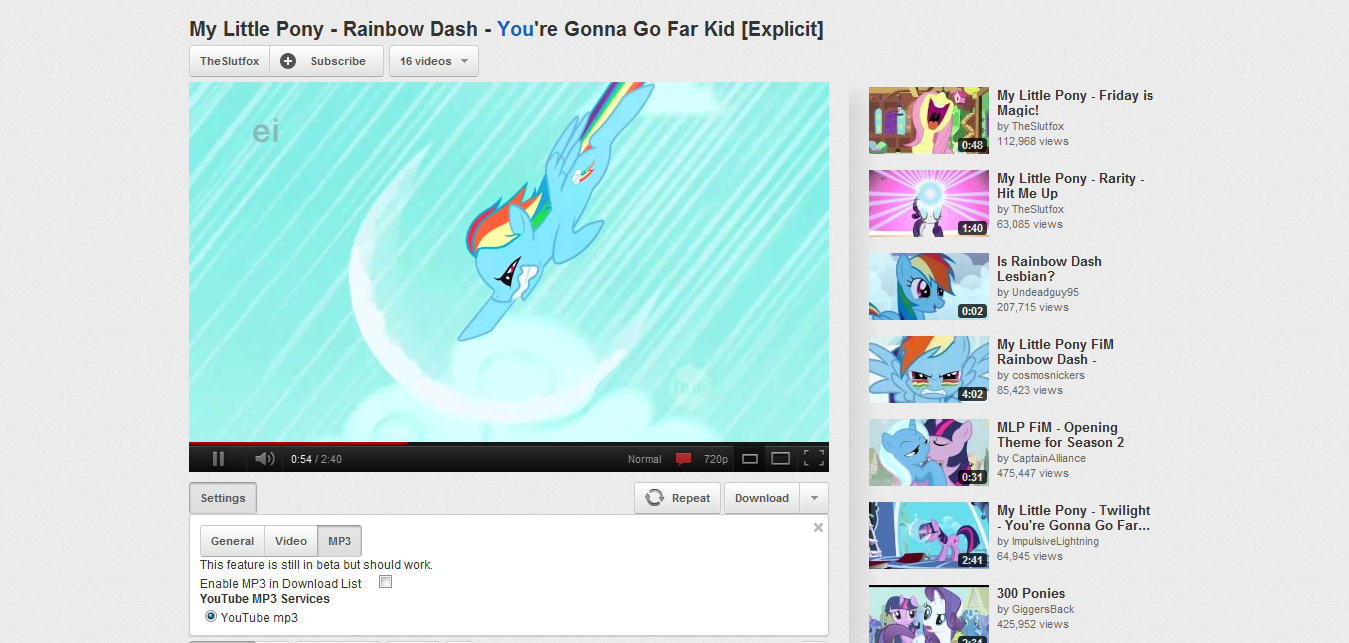 My Little Pony - Rainbow Dash - You're Gonna Go Far Kid [Explicit]
TheSlutfox
Subscribe
16 videos
ei
0:54 / 2:40
Normal
720p
Settings
Repeat
Download
General
Video
MP3
This feature is still in beta but should work.
Enable MP3 in Download List
YouTube MP3 Services
YouTube mp3
0:48
My Little Pony - Friday is
Magic!
by TheSlutfox
112,968 views
1:40
My Little Pony - Rarity -
Hit Me Up
by TheSlutfox
63,085 views
0:02
Is Rainbow Dash
Lesbian?
by Undeadguy95
207,715 views
4:02
My Little Pony FiM
Rainbow Dash -
by cosmosnickers
85,423 views
0:31
MLP FiM - Opening
Theme for Season 2
by CaptainAlliance
475,447 views
2:41
My Little Pony - Twilight
- You're Gonna Go Far...
by ImpulsiveLightning
64,945 views
300 Ponies
by GiggersBack
425,952 views